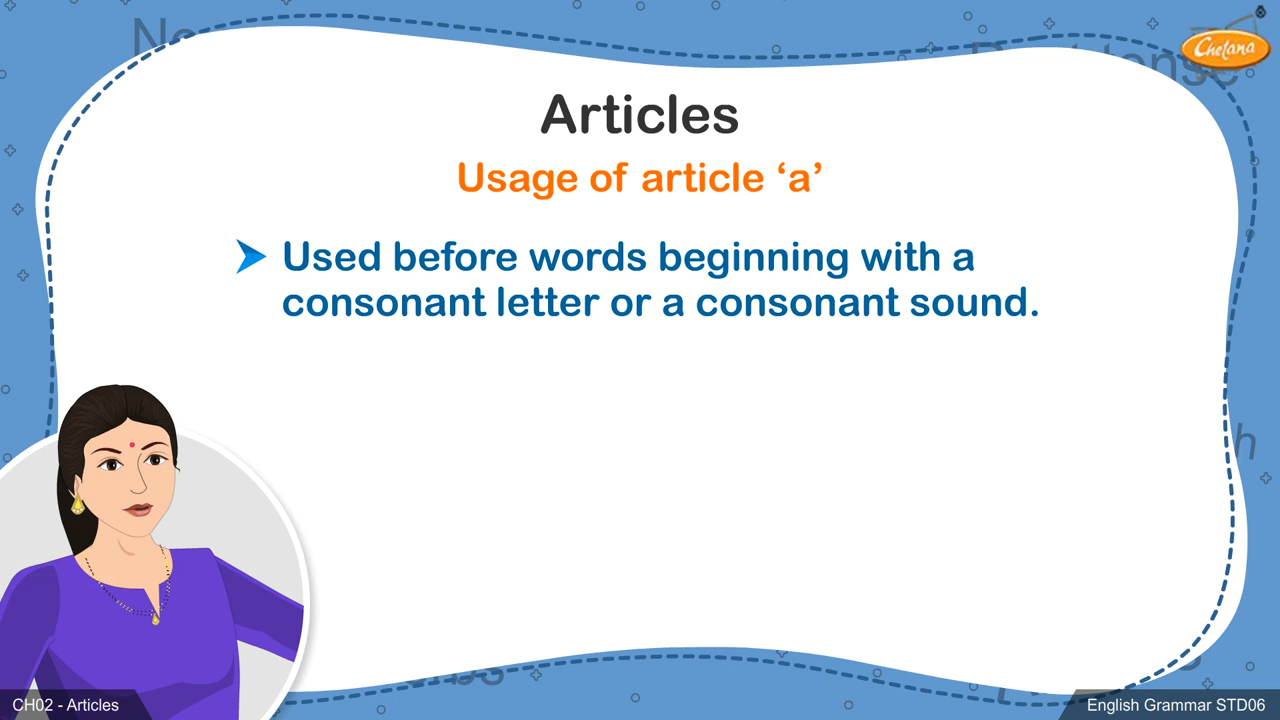 Chetana
Articles
Usage of article ‘a’
Used before words beginning with a
consonant letter or a consonant sound.
CH02 - Articles
English Grammar STD06